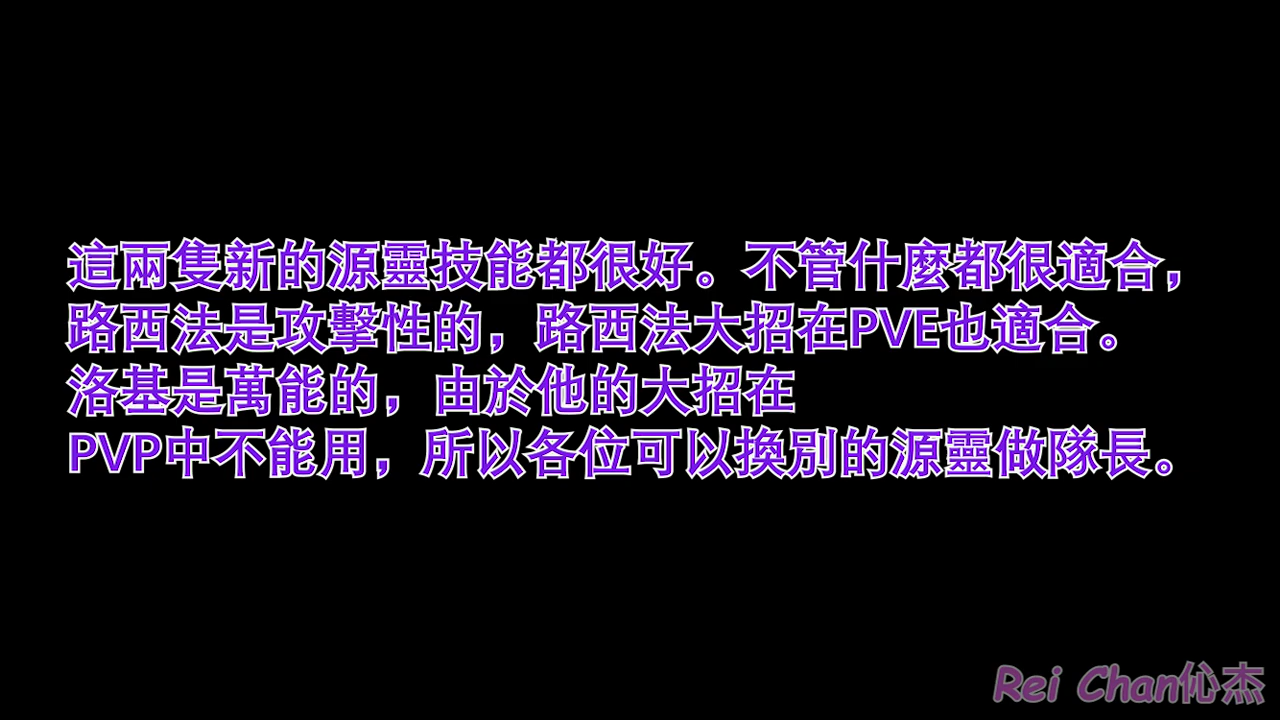 這兩隻新的源靈技能都很好。不管什麼都很適合，
路西法是攻擊性的，路西法大招在PVE也適合。
洛基是萬能的，由於他的大招在
PVP中不能用，所以各位可以換別的源靈做隊長。
Rei Chan伈杰